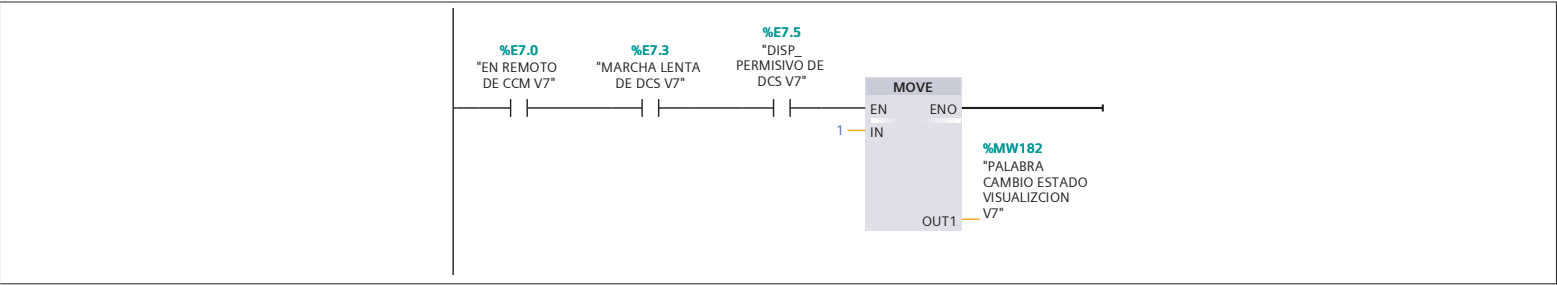 %E7.0
"EN REMOTO
DE CCM V7"
%E7.3
"MARCHA LENTA
DE DCS V7"
%E7.5
"DISP_
PERMISIVO DE
DCS V7"
MOVE
EN
ENO
1
IN
%MW182
"PALABRA
CAMBIO ESTADO
VISUALIZCION
V7"
OUT1